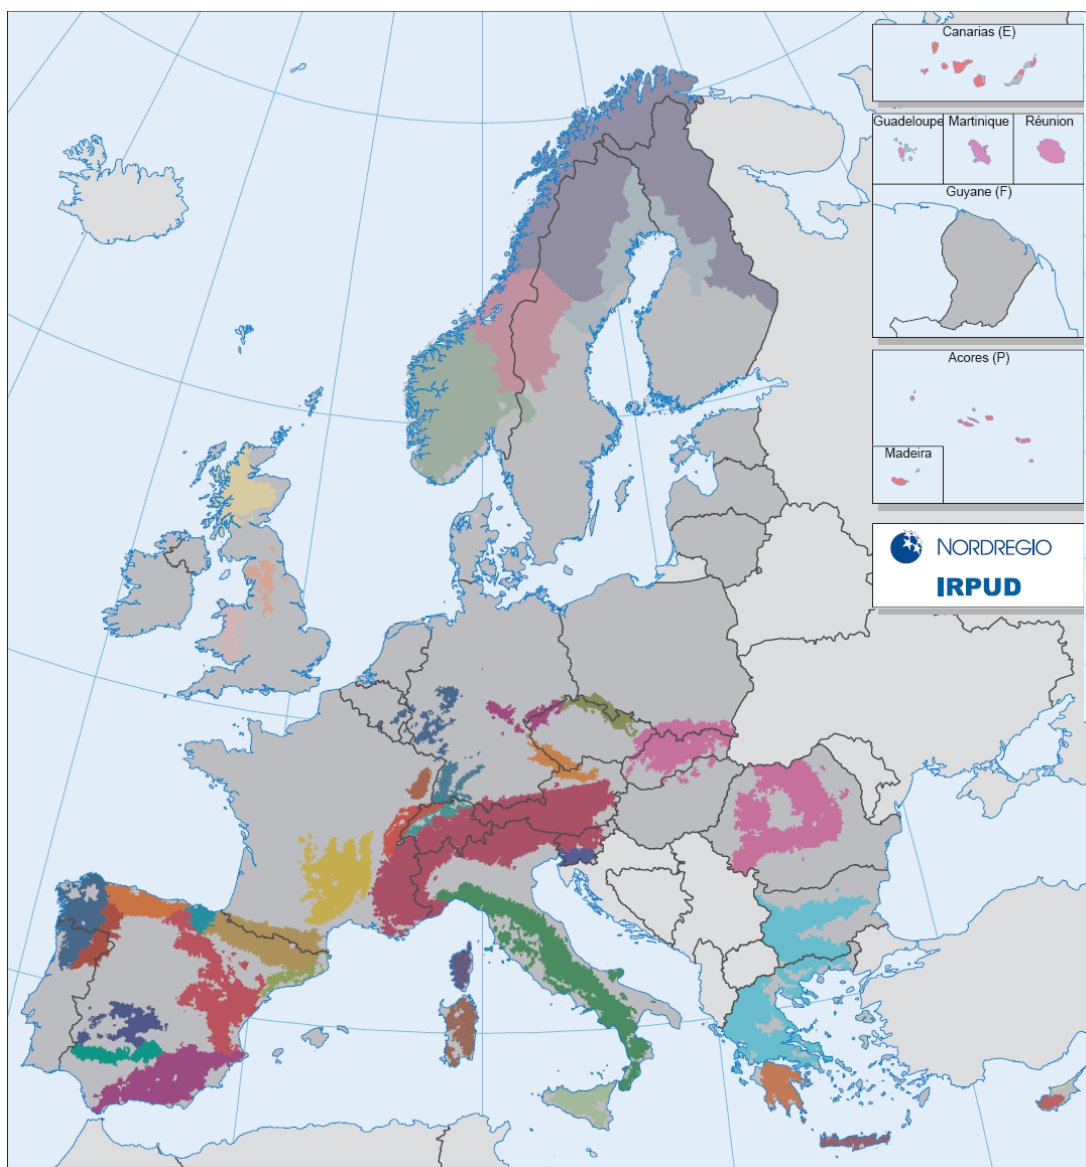 Canarias (E)
Guadeloupe
Martinique
Réunion
Guyane (F)
Acores (P)
Madeira
NORDREGIO
IRPUD